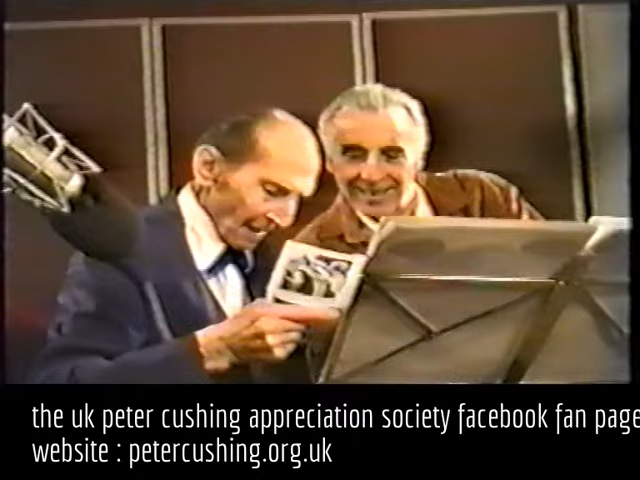 the uk peter cushing appreciation society facebook fan page
website : petercushing.org.uk